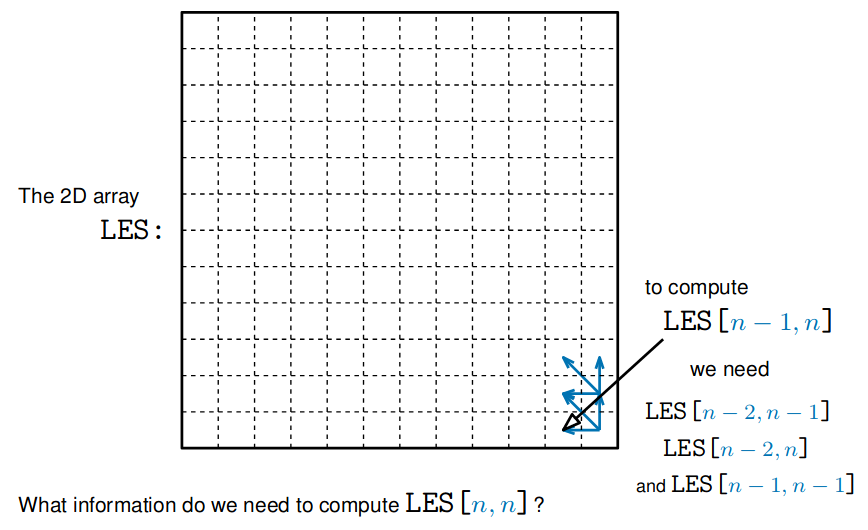 The 2D array
LES:
to compute
LES[n − 1, n]
we need
LES[n − 2, n − 1]
LES[n − 2, n]
and LES[n − 1, n − 1]
What information do we need to compute LES[n, n] ?